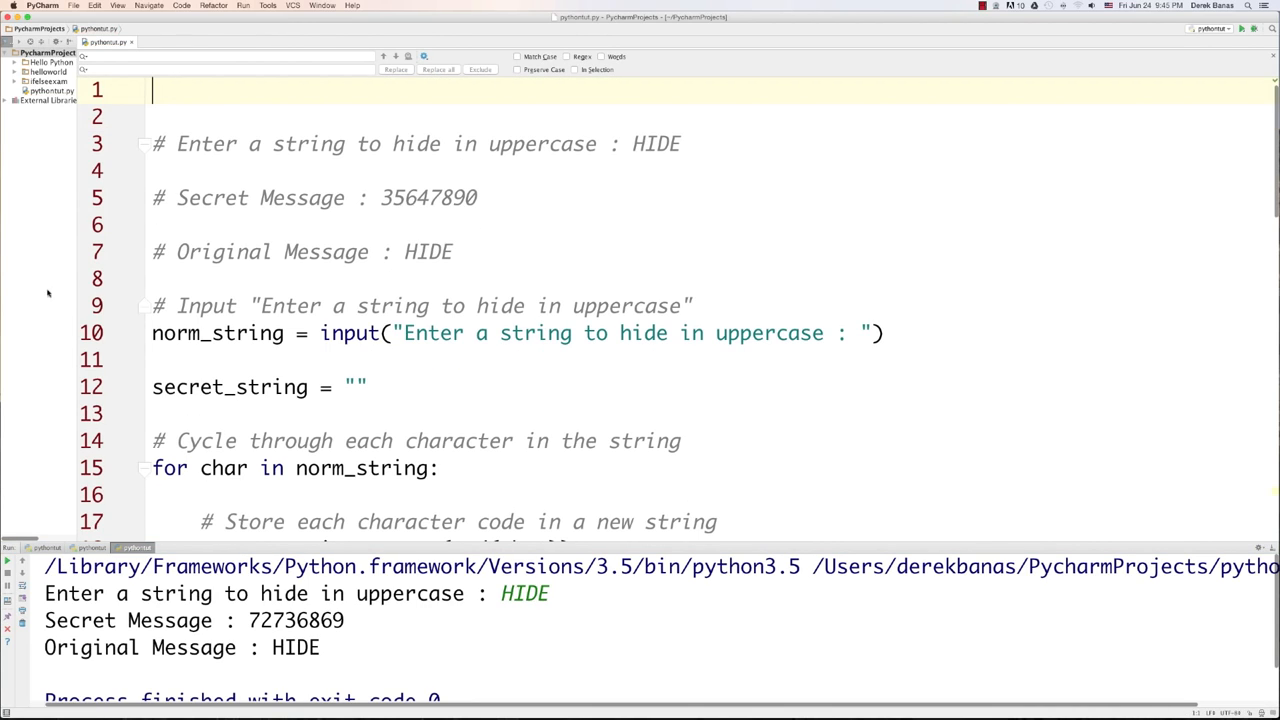 PyCharm File Edit View Navigate Code Refactor Run Tools VCS Window Help Fri Jun 24 9:45 PM Derek Banas
pythontut.py - PycharmProjects - [~/PycharmProjects]
PycharmProjects pythontut.py pythontut
pythontut.py
PycharmProject
Hello Python
helloworld
ifelseexam
pythontut.py
External Librarie
Match Case Regex Words
Replace Replace all Exclude Preserve Case In Selection
1
2
3 # Enter a string to hide in uppercase : HIDE
4
5 # Secret Message : 35647890
6
7 # Original Message : HIDE
8
9 # Input "Enter a string to hide in uppercase"
10 norm_string = input("Enter a string to hide in uppercase : ")
11
12 secret_string = ""
13
14 # Cycle through each character in the string
15 for char in norm_string:
16
17 # Store each character code in a new string
Run: pythontut pythontut pythontut
/Library/Frameworks/Python.framework/Versions/3.5/bin/python3.5 /Users/derekbanas/PycharmProjects/pytho
Enter a string to hide in uppercase : HIDE
Secret Message : 72736869
Original Message : HIDE
Process finished with exit code 0
1:1 LF÷ UTF-8÷